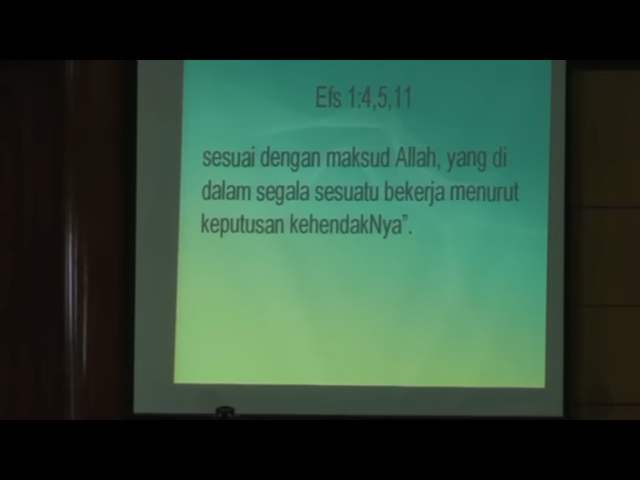 Efs 1:4,5,11
sesuai dengan maksud Allah, yang di
dalam segala sesuatu bekerja menurut
keputusan kehendakNya”.